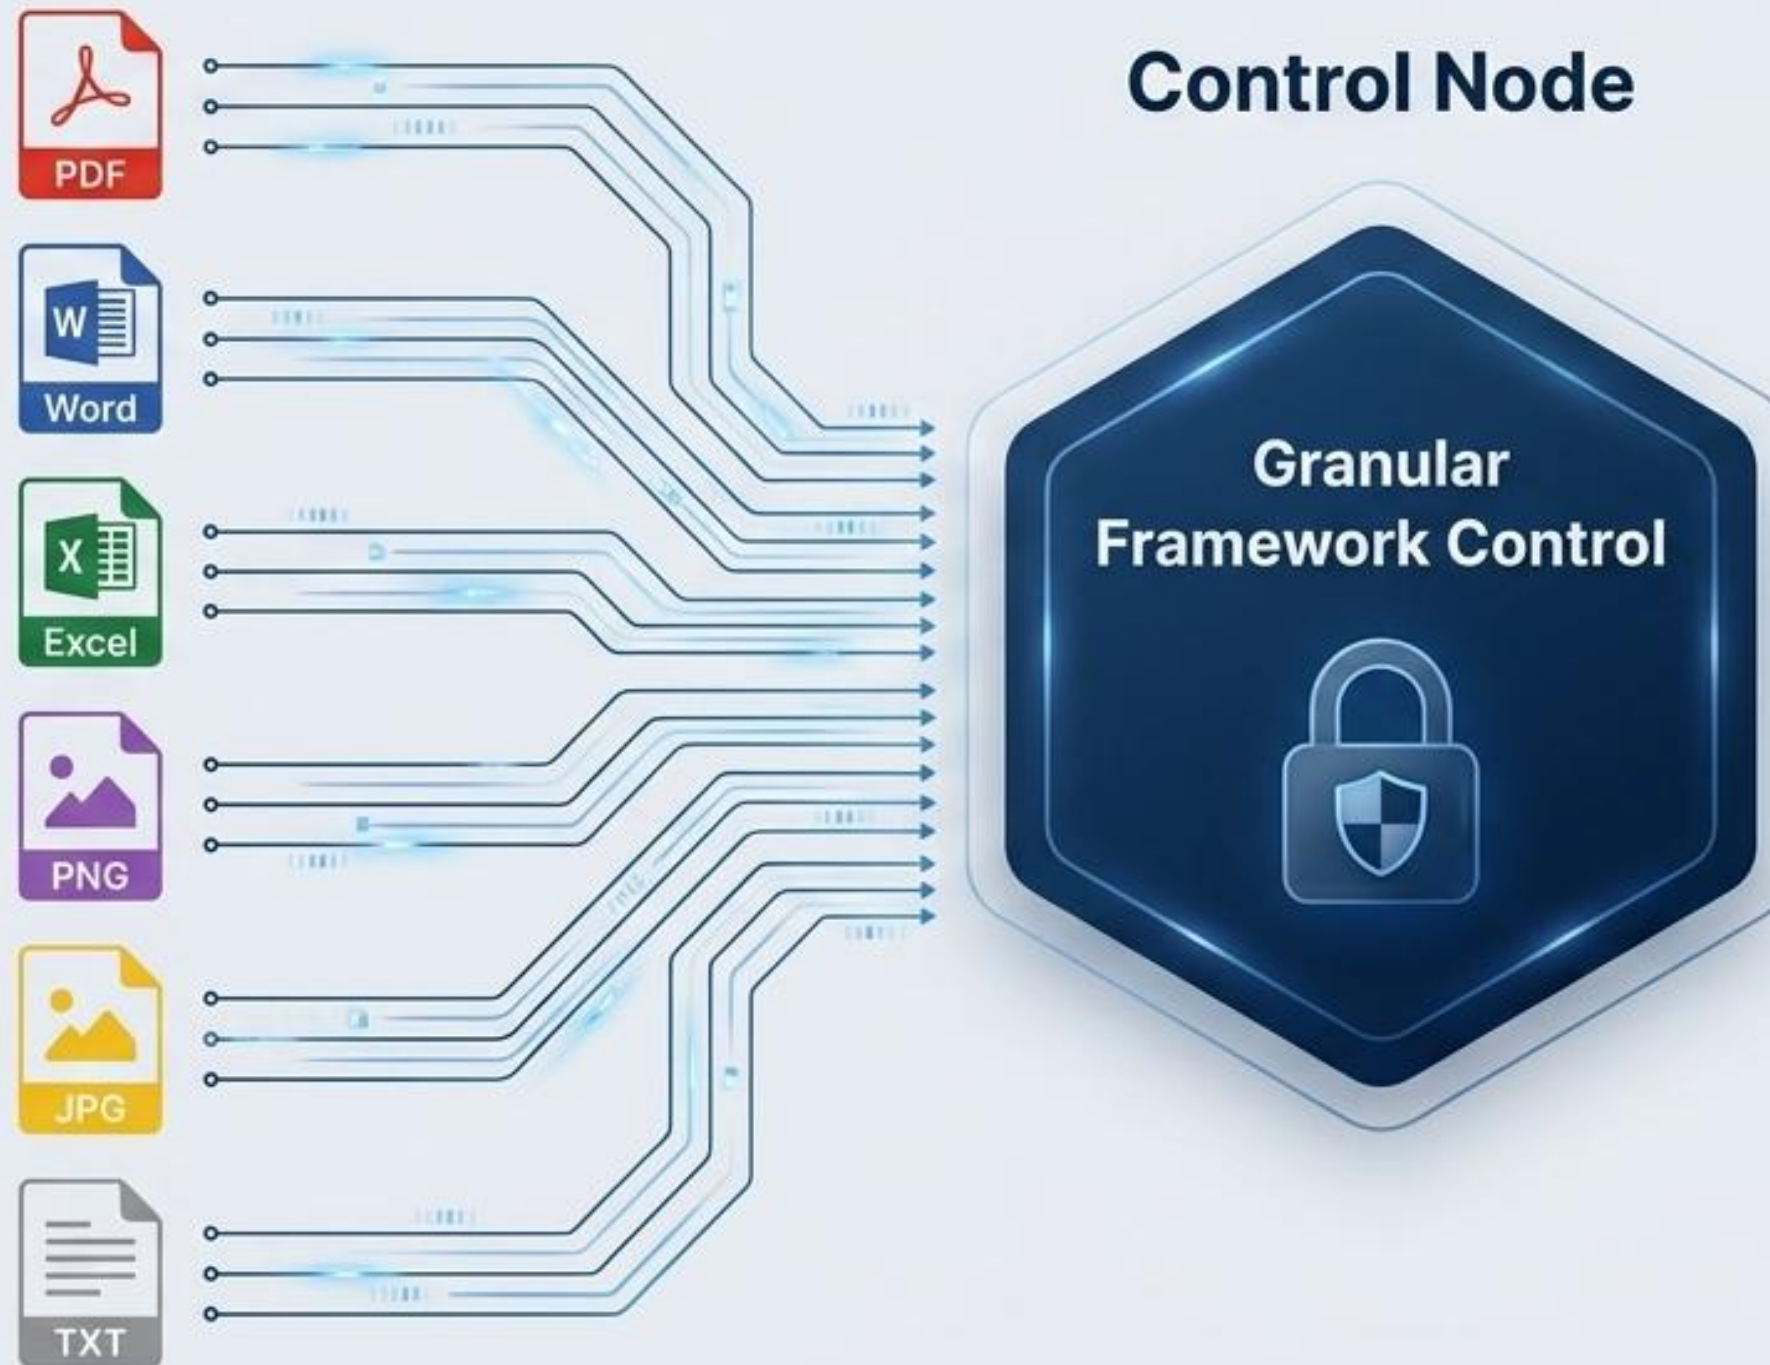 PDF
W
Word
X
Excel
PNG
JPG
TXT
Control Node
Granular
Framework Control